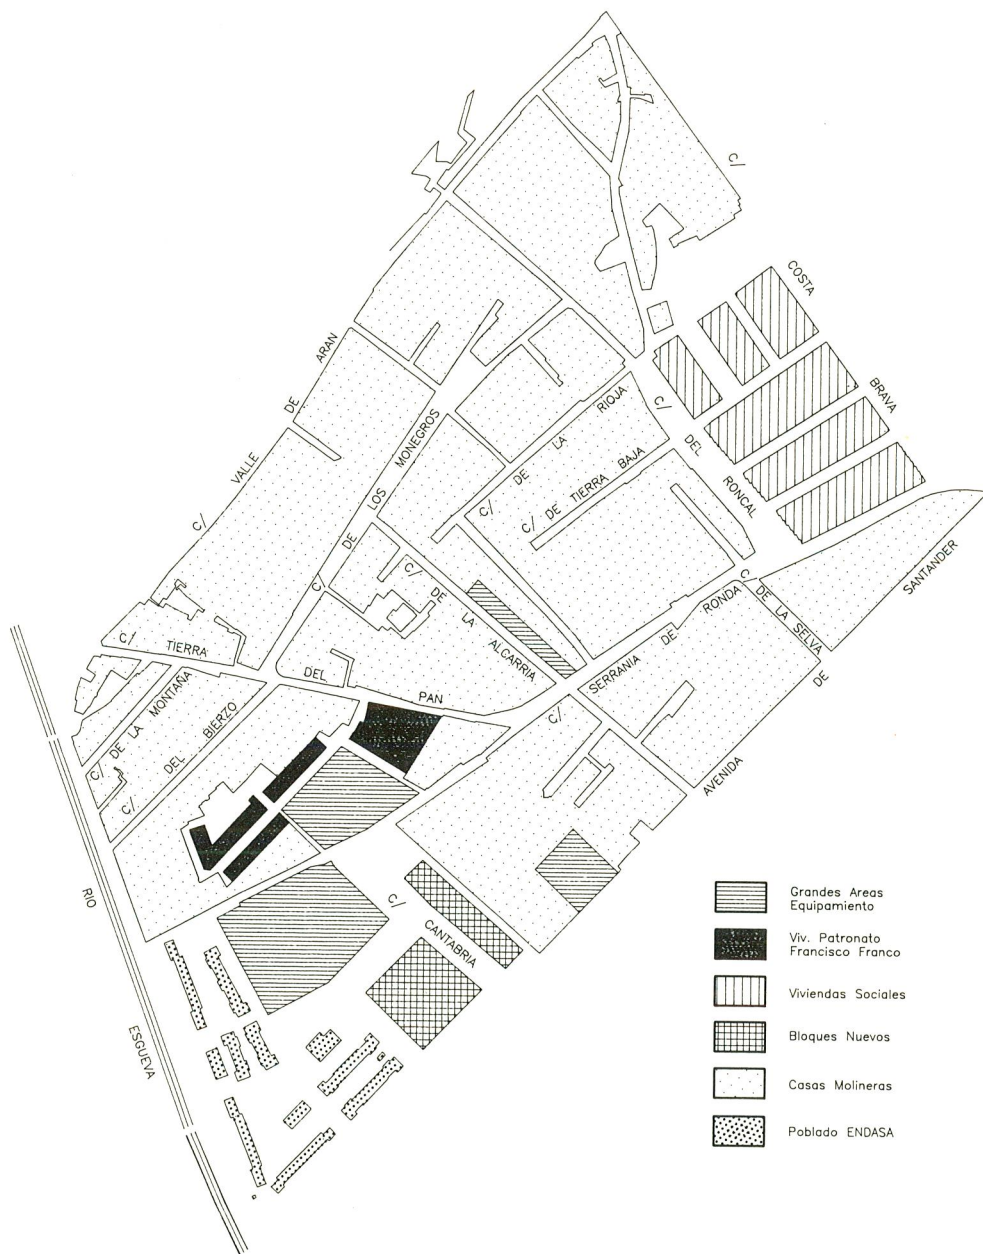 C/ COSTA BRAVA
C/ VALLE DE ARAN
C/ DE LOS MONEGROS
C/ DE LA RIOJA
C/ DE TIERRA BAJA
C/ DEL RONCAL
C/ DE LA ALCARRIA
SERRANIA DE RONDA
C/ DE LA SELVA
AVENIDA DE SANTANDER
C/ TIERRA DEL PAN
C/ DE LA MONTAÑA
C/ DEL BIERZO
C/
C/ CANTABRIA
RIO ESGUEVA
Grandes Areas
Equipamiento
Viv. Patronato
Francisco Franco
Viviendas Sociales
Bloques Nuevos
Casas Molineras
Poblado ENDASA